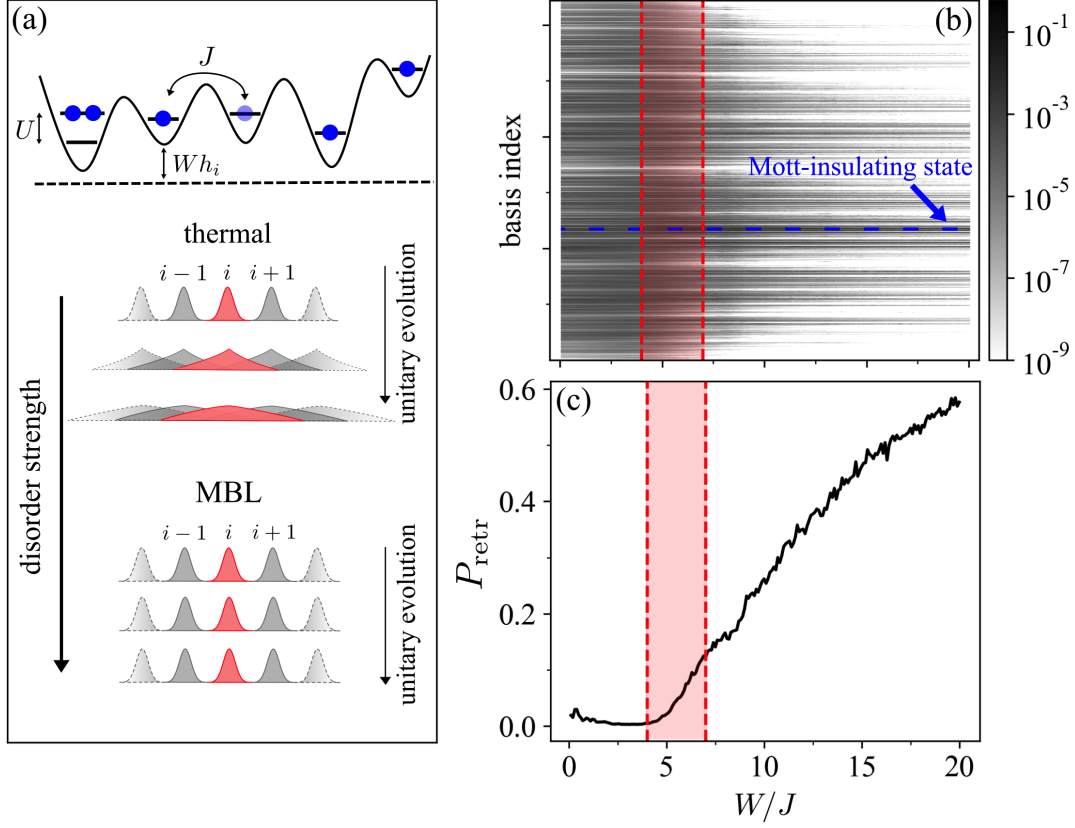 (a)
J
U
Wh_i
thermal
i − 1 i i + 1
unitary evolution
disorder strength
MBL
i − 1 i i + 1
unitary evolution
(b)
basis index
Mott-insulating state
10^{-1}
10^{-3}
10^{-5}
10^{-7}
10^{-9}
(c)
P_{retr}
0.6
0.4
0.2
0.0
0 5 10 15 20
W/J